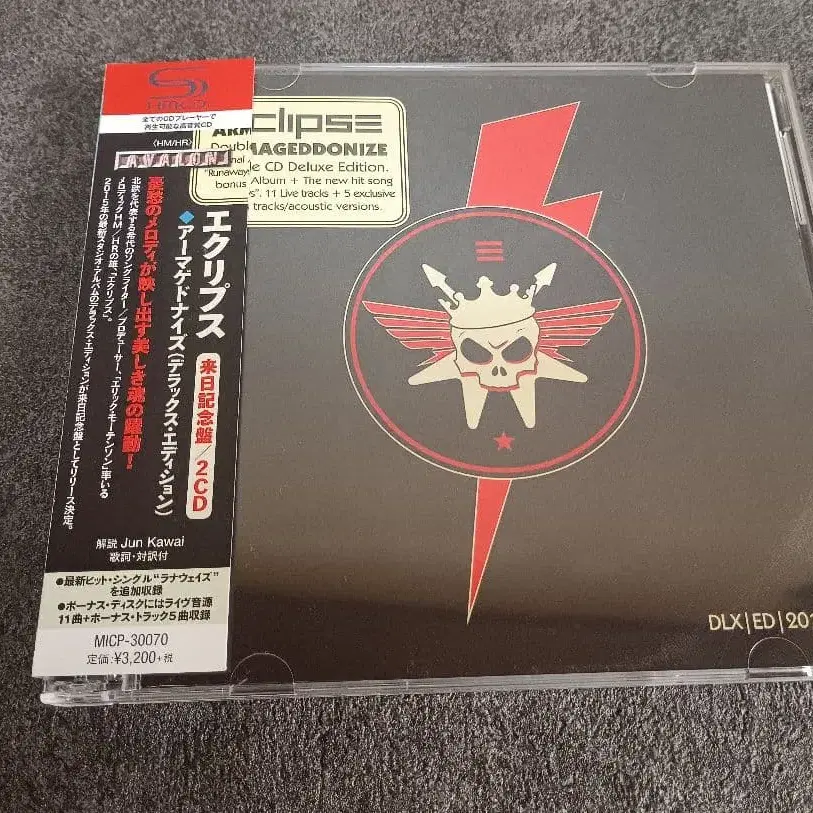 SHM-CD
全てのCDプレーヤーで
再生可能な高音質CD
〈HM/HR〉
AVALON
エクリプス
来日記念盤/2CD
◆アーマゲドナイズ(デラックス・エディション)
憂愁のメロディが映し出す美しき魂の躍動!
北欧を代表する希代のソングライター/プロデューサー、“エリック・モーテンソン”率いる
メロディックHM/HRの雄、“エクリプス”。
2015年の最新スタジオ・アルバムのデラックス・エディションが来日記念盤としてリリース決定。
解説 Jun Kawai
歌詞・対訳付
●最新ヒット・シングル“ラナウェイズ”
を追加収録
●ボーナス・ディスクにはライヴ音源
11曲+ボーナス・トラック5曲収録
MICP-30070
定価:¥3,200+税
CD Deluxe Edition.
bonus Album + The new hit song
11 Live tracks + 5 exclusive
tracks/acoustic versions.
DLX|ED|201